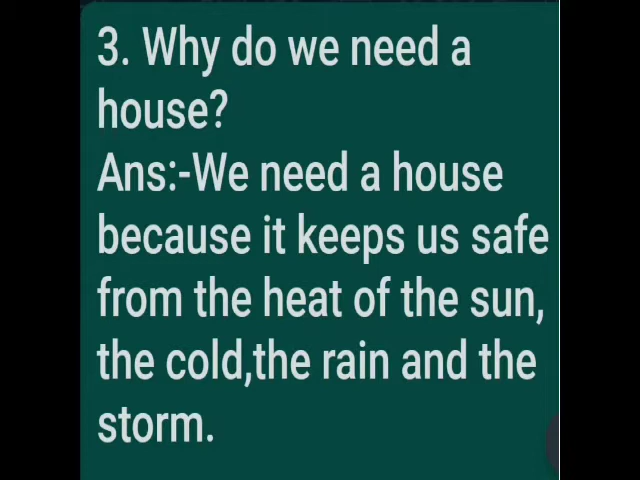 3. Why do we need a
house?
Ans:-We need a house
because it keeps us safe
from the heat of the sun,
the cold,the rain and the
storm.